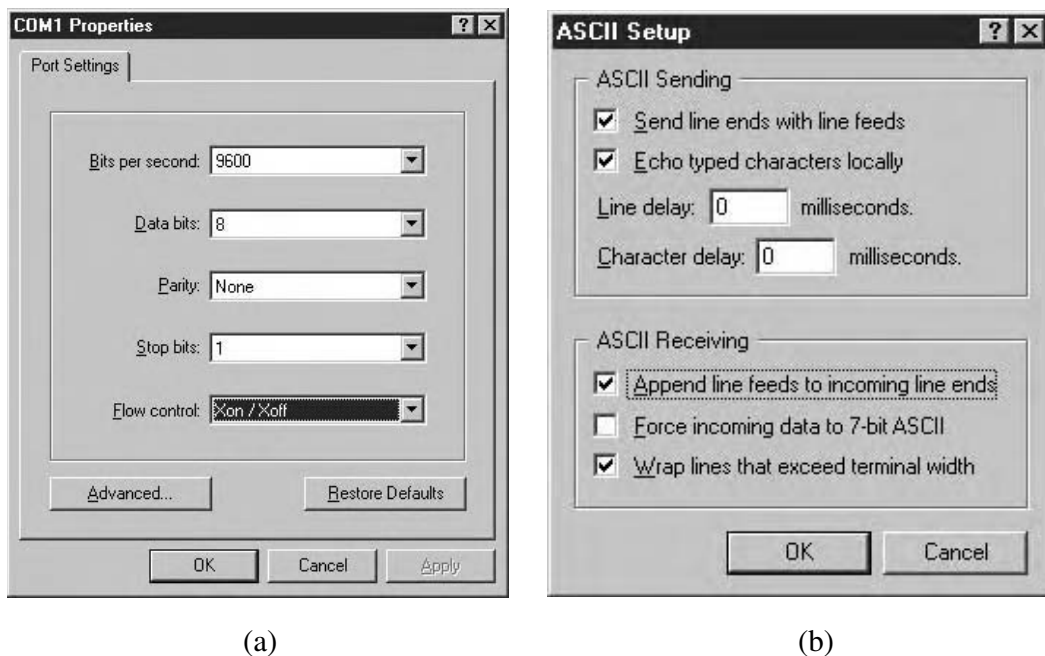 COM1 Properties
Port Settings
Bits per second: 9600
Data bits: 8
Parity: None
Stop bits: 1
Flow control: Xon / Xoff
Advanced... Restore Defaults
OK Cancel Apply
(a)
ASCII Setup
ASCII Sending
Send line ends with line feeds
Echo typed characters locally
Line delay: 0 milliseconds.
Character delay: 0 milliseconds.
ASCII Receiving
Append line feeds to incoming line ends
Force incoming data to 7-bit ASCII
Wrap lines that exceed terminal width
OK Cancel
(b)